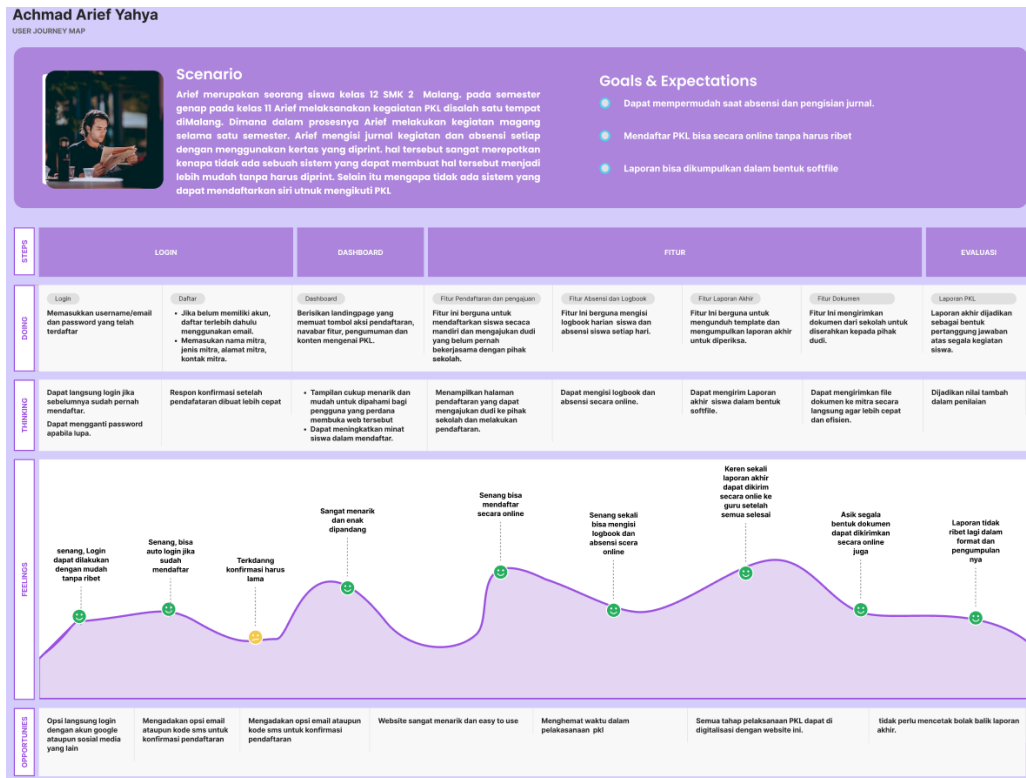 Achmad Arief Yahya
USER JOURNEY MAP
Scenario
Arief merupakan seorang siswa kelas 12 SMK 2 Malang. pada semester
genap pada kelas 11 Arief melaksanakan kegaiatan PKL disalah satu tempat
diMalang. Dimana dalam prosesnya Arief melakukan kegiatan magang
selama satu semester. Arief mengisi jurnal kegiatan dan absensi setiap
dengan menggunakan kertas yang diprint. hal tersebut sangat merepotkan
kenapa tidak ada sebuah sistem yang dapat membuat hal tersebut menjadi
lebih mudah tanpa harus diprint. Selain itu mengapa tidak ada sistem yang
dapat mendaftarkan siri utnuk mengikuti PKL
Goals & Expectations
Dapat mempermudah saat absensi dan pengisian jurnal.
Mendaftar PKL bisa secara online tanpa harus ribet
Laporan bisa dikumpulkan dalam bentuk softfile
STEPS
LOGIN
DASHBOARD
FITUR
EVALUASI
DOING
Login
Memasukkan username/email
dan password yang telah
terdaftar
Daftar
• Jika belum memiliki akun,
daftar terlebih dahulu
menggunakan email.
• Memasukan nama mitra,
jenis mitra, alamat mitra,
kontak mitra.
Dashboard
Berisikan landingpage yang
memuat tombol aksi pendaftaran,
navabar fitur, pengumuman dan
konten mengenai PKL.
Fitur Pendaftaran dan pengajuan
Fitur ini berguna untuk
mendaftarkan siswa secaca
mandiri dan mengajukan dudi
yang belum pernah
bekerjasama dengan pihak
sekolah.
Fitur Absensi dan Logbook
Fitur Ini berguna mengisi
logbook harian siswa dan
absensi siswa setiap hari.
Fitur Laporan Akhir
Fitur Ini berguna untuk
mengunduh template dan
mengumpulkan laporan akhir
untuk diperiksa.
Fitur Dokumen
Fitur Ini mengirimkan
dokumen dari sekolah untuk
diserahkan kepada pihak
dudi.
Laporan PKL
Laporan akhir dijadikan
sebagai bentuk
pertanggung jawaban
atas segala kegiatan
siswa.
THINKING
Dapat langsung login jika
sebelumnya sudah pernah
mendaftar.
Dapat mengganti password
apabila lupa.
Respon konfirmasi setelah
pendafataran dibuat lebih cepat
• Tampilan cukup menarik dan
mudah untuk dipahami bagi
pengguna yang perdana
membuka web tersebut
• Dapat meningkatkan minat
siswa dalam mendaftar.
Menampilkan halaman
pendaftaran yang dapat
mengajukan dudi ke pihak
sekolah dan melakukan
pendaftaran.
Dapat mengisi logbook dan
absensi secara online.
Dapat mengirim Laporan
akhir siswa dalam bentuk
softfile.
Dapat mengirimkan file
dokumen ke mitra secara
langsung agar lebih cepat
dan efisien.
Dijadikan nilai tambah
dalam penilaian
FEELINGS
senang, Login
dapat dilakukan
dengan mudah
tanpa ribet
Senang, bisa
auto login jika
sudah
mendaftar
Terkdanng
konfirmasi harus
lama
Sangat menarik
dan enak
dipandang
Senang bisa
mendaftar
secara online
Senang sekali
bisa mengisi
logbook dan
absensi scera
online
Keren sekali
laporan akhir
dapat dikirim
secara onlie ke
guru setelah
semua selesai
Asik segala
bentuk dokumen
dapat dikirimkan
secara online
juga
Laporan tidak
ribet lagi dalam
format dan
pengumpulan
nya
OPPORTUNIES
Opsi langsung login
dengan akun google
ataupun sosial media
yang lain
Mengadakan opsi email
ataupun kode sms untuk
konfirmasi pendaftaran
Mengadakan opsi email ataupun
kode sms untuk konfirmasi
pendaftaran
Website sangat menarik dan easy to use
Menghemat waktu dalam
pelakasanaan pkl
Semua tahap pelaksanaan PKL dapat di
digitalisasi dengan website ini.
tidak perlu mencetak bolak balik laporan
akhir.